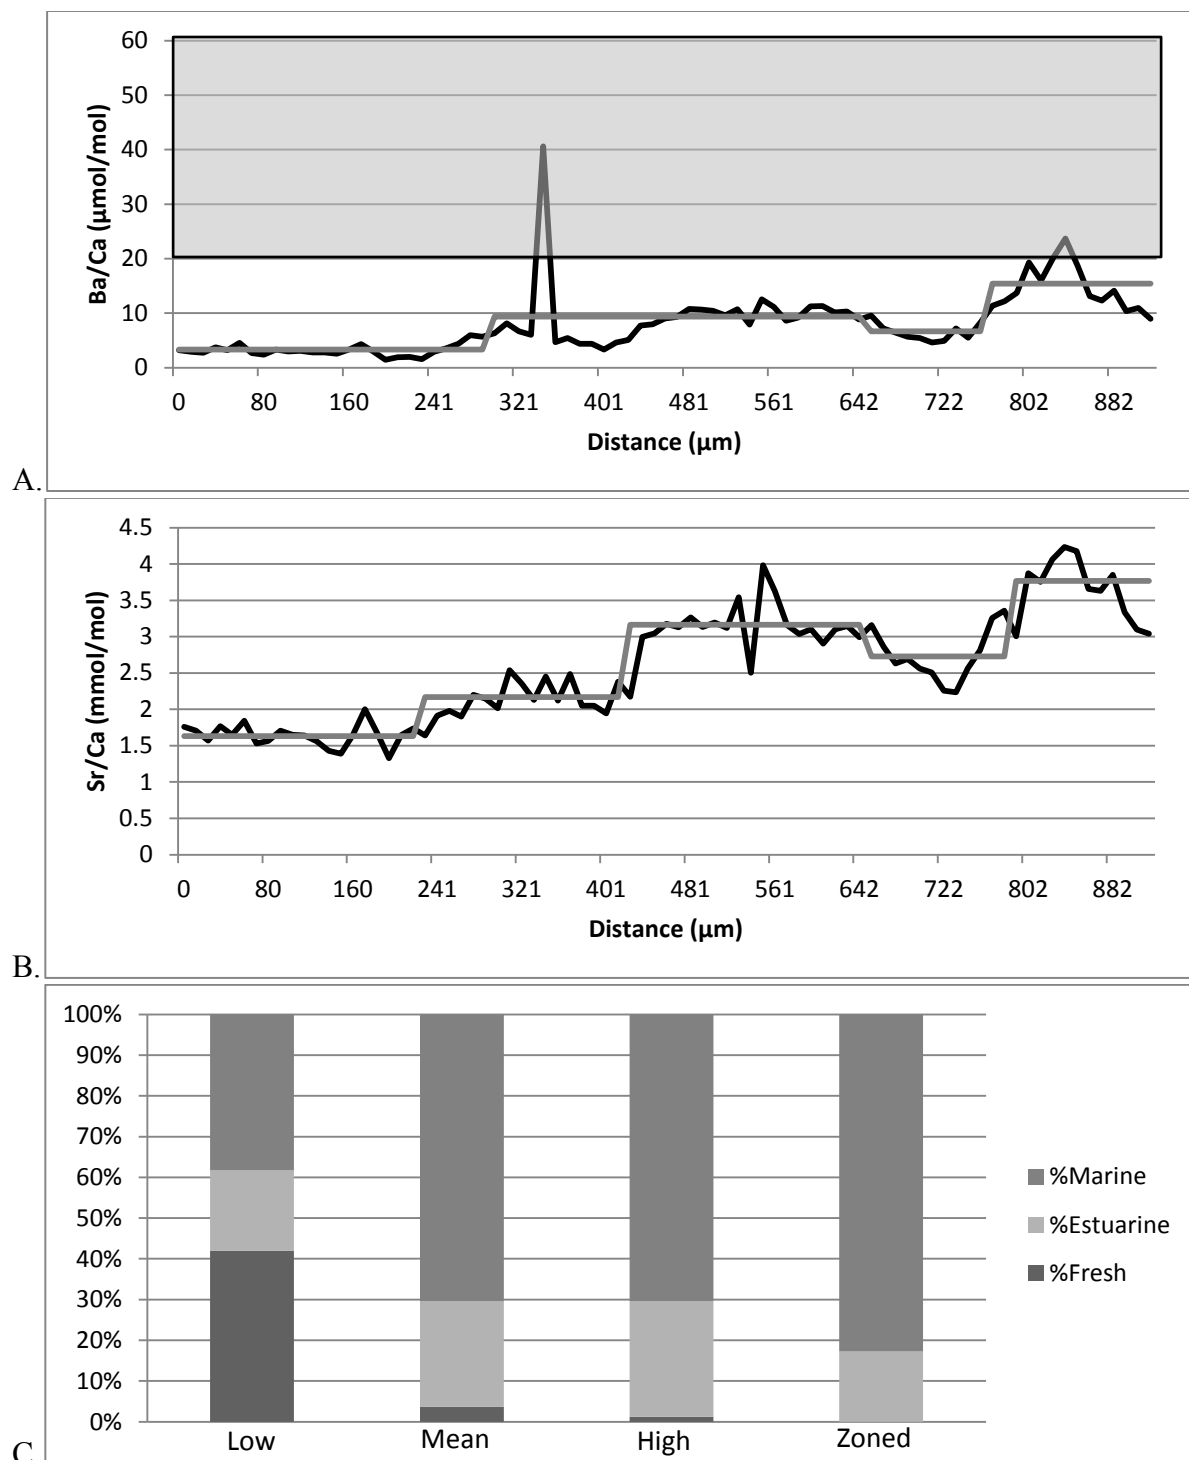 60
50
40
30
20
10
0
Ba/Ca (µmol/mol)
0 80 160 241 321 401 481 561 642 722 802 882
Distance (µm)
A.
4.5
4
3.5
3
2.5
2
1.5
1
0.5
0
Sr/Ca (mmol/mol)
0 80 160 241 321 401 481 561 642 722 802 882
Distance (µm)
B.
100%
90%
80%
70%
60%
50%
40%
30%
20%
10%
0%
Low Mean High Zoned
%Marine
%Estuarine
%Fresh
C